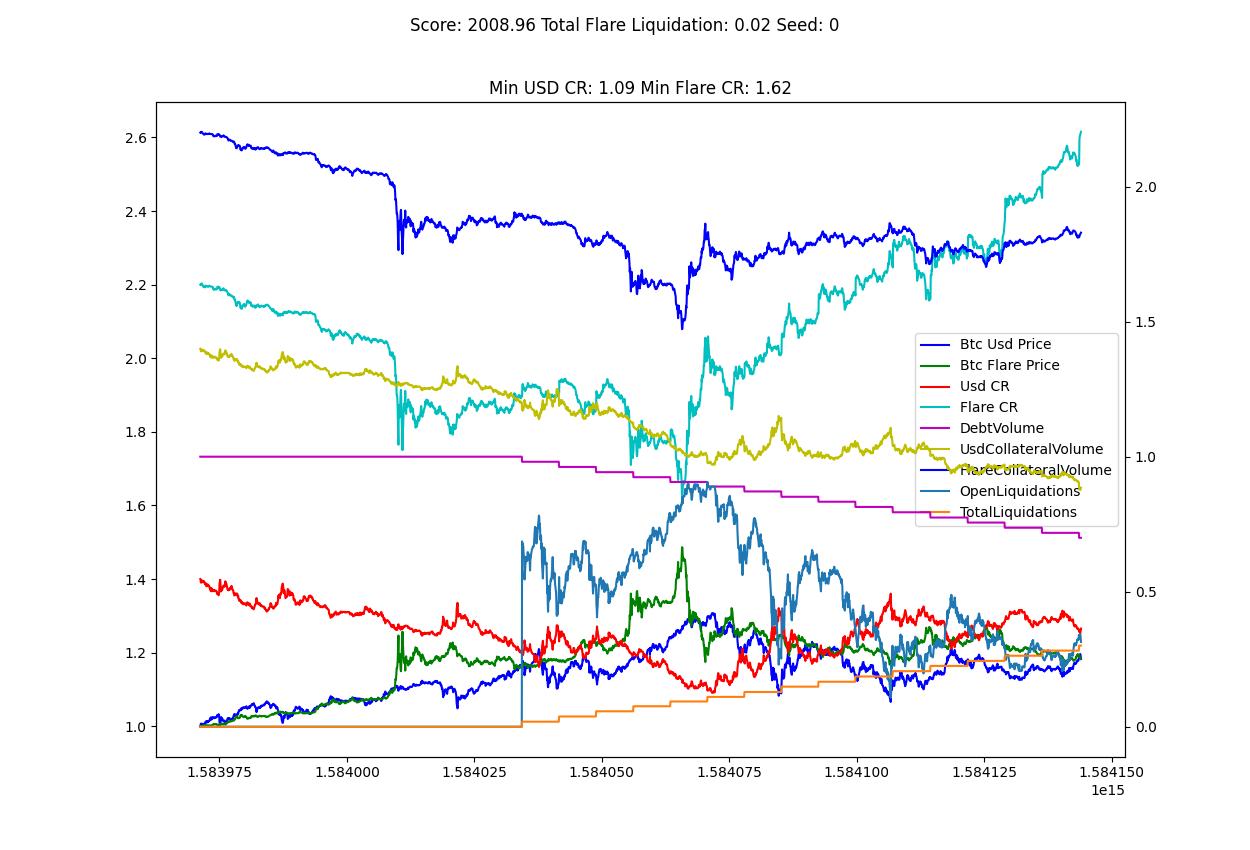 Score: 2008.96 Total Flare Liquidation: 0.02 Seed: 0
Min USD CR: 1.09 Min Flare CR: 1.62
2.6
2.4
2.2
2.0
1.8
1.6
1.4
1.2
1.0
2.0
1.5
1.0
0.5
0.0
Btc Usd Price
Btc Flare Price
Usd CR
Flare CR
DebtVolume
UsdCollateralVolume
FlareCollateralVolume
OpenLiquidations
TotalLiquidations
1.583975 1.584000 1.584025 1.584050 1.584075 1.584100 1.584125 1.584150
1e15